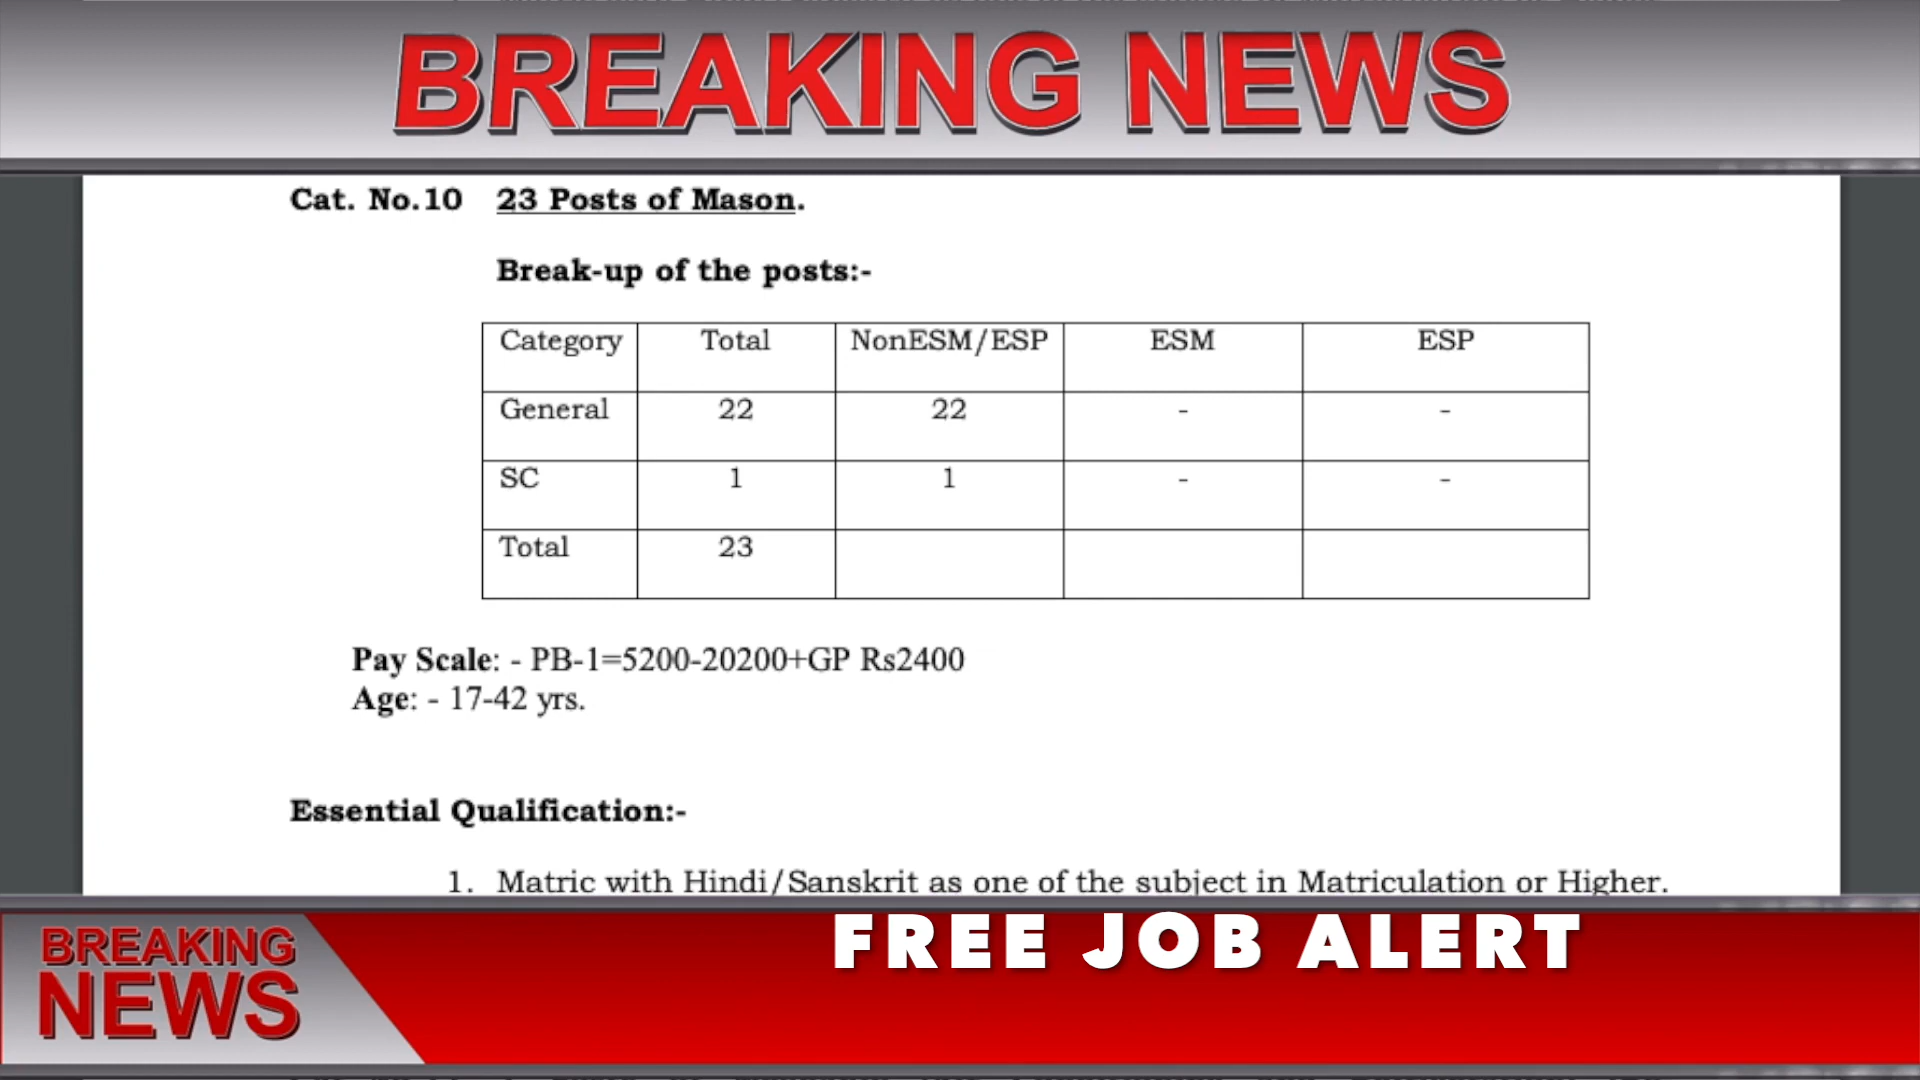 BREAKING NEWS
Cat. No.10 23 Posts of Mason.
Break-up of the posts:-
Category Total NonESM/ESP ESM ESP
General 22 22 - -
SC 1 1 - -
Total 23
Pay Scale: - PB-1=5200-20200+GP Rs2400
Age: - 17-42 yrs.
Essential Qualification:-
1. Matric with Hindi/Sanskrit as one of the subject in Matriculation or Higher.
FREE JOB ALERT
BREAKING
NEWS